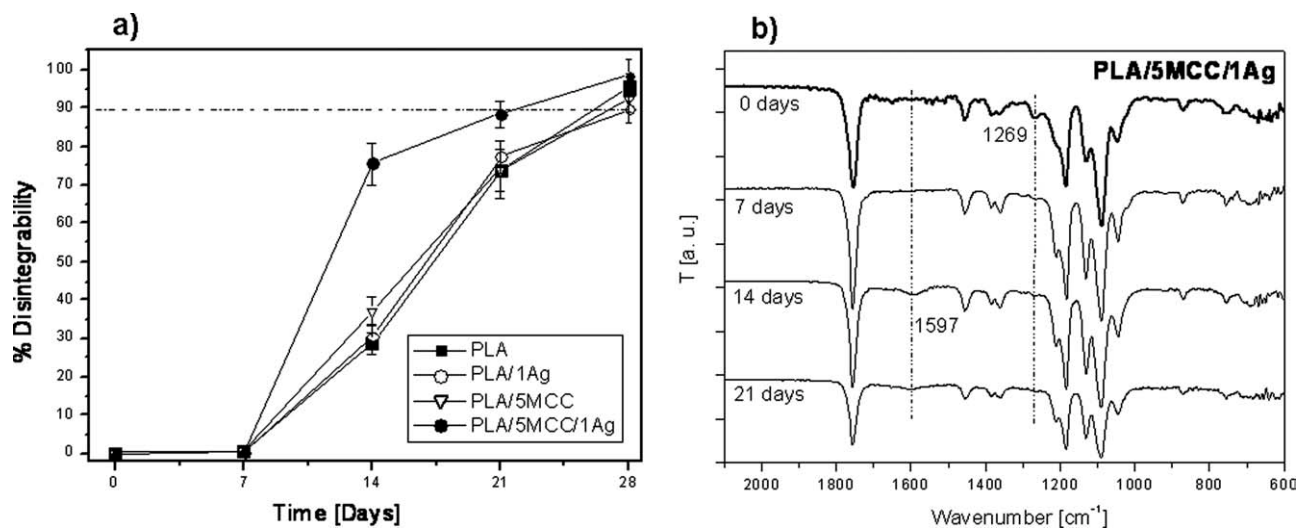 a)
100
90
80
70
60
50
40
30
20
10
0
% Disintegrability
PLA
PLA/1Ag
PLA/5MCC
PLA/5MCC/1Ag
0 7 14 21 28
Time [Days]
b)
PLA/5MCC/1Ag
0 days
1269
7 days
14 days
1597
21 days
T [a. u.]
2000 1800 1600 1400 1200 1000 800 600
Wavenumber [cm⁻¹]